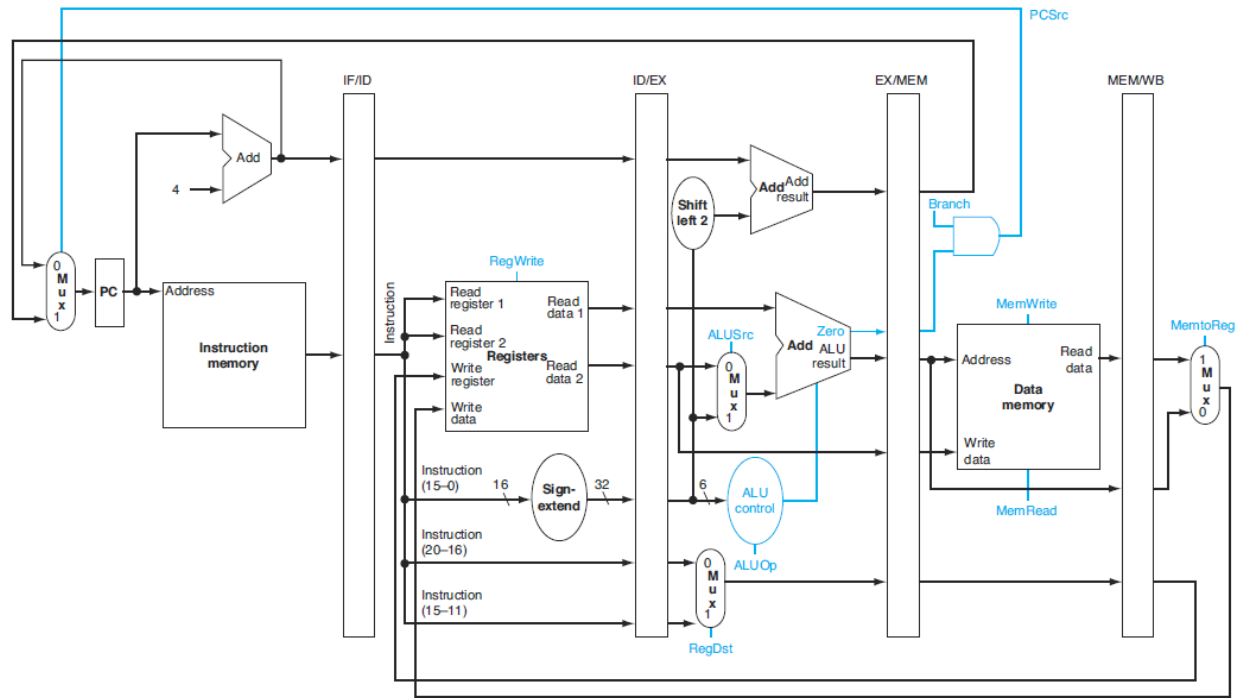 PCSrc
IF/ID
ID/EX
EX/MEM
MEM/WB
Add
4
0
M
u
x
1
PC
Address
Instruction
memory
Instruction
RegWrite
Read
register 1
Read
register 2
Write
register
Write
data
Registers
Read
data 1
Read
data 2
Instruction
(15–0)
16
Sign-
extend
32
Instruction
(20–16)
Instruction
(15–11)
Shift
left 2
Add
Add
result
ALUSrc
0
M
u
x
1
Add
Zero
ALU
result
6
ALU
control
ALUOp
0
M
u
x
1
RegDst
Branch
MemWrite
Address
Read
data
Data
memory
Write
data
MemRead
MemtoReg
1
M
u
x
0